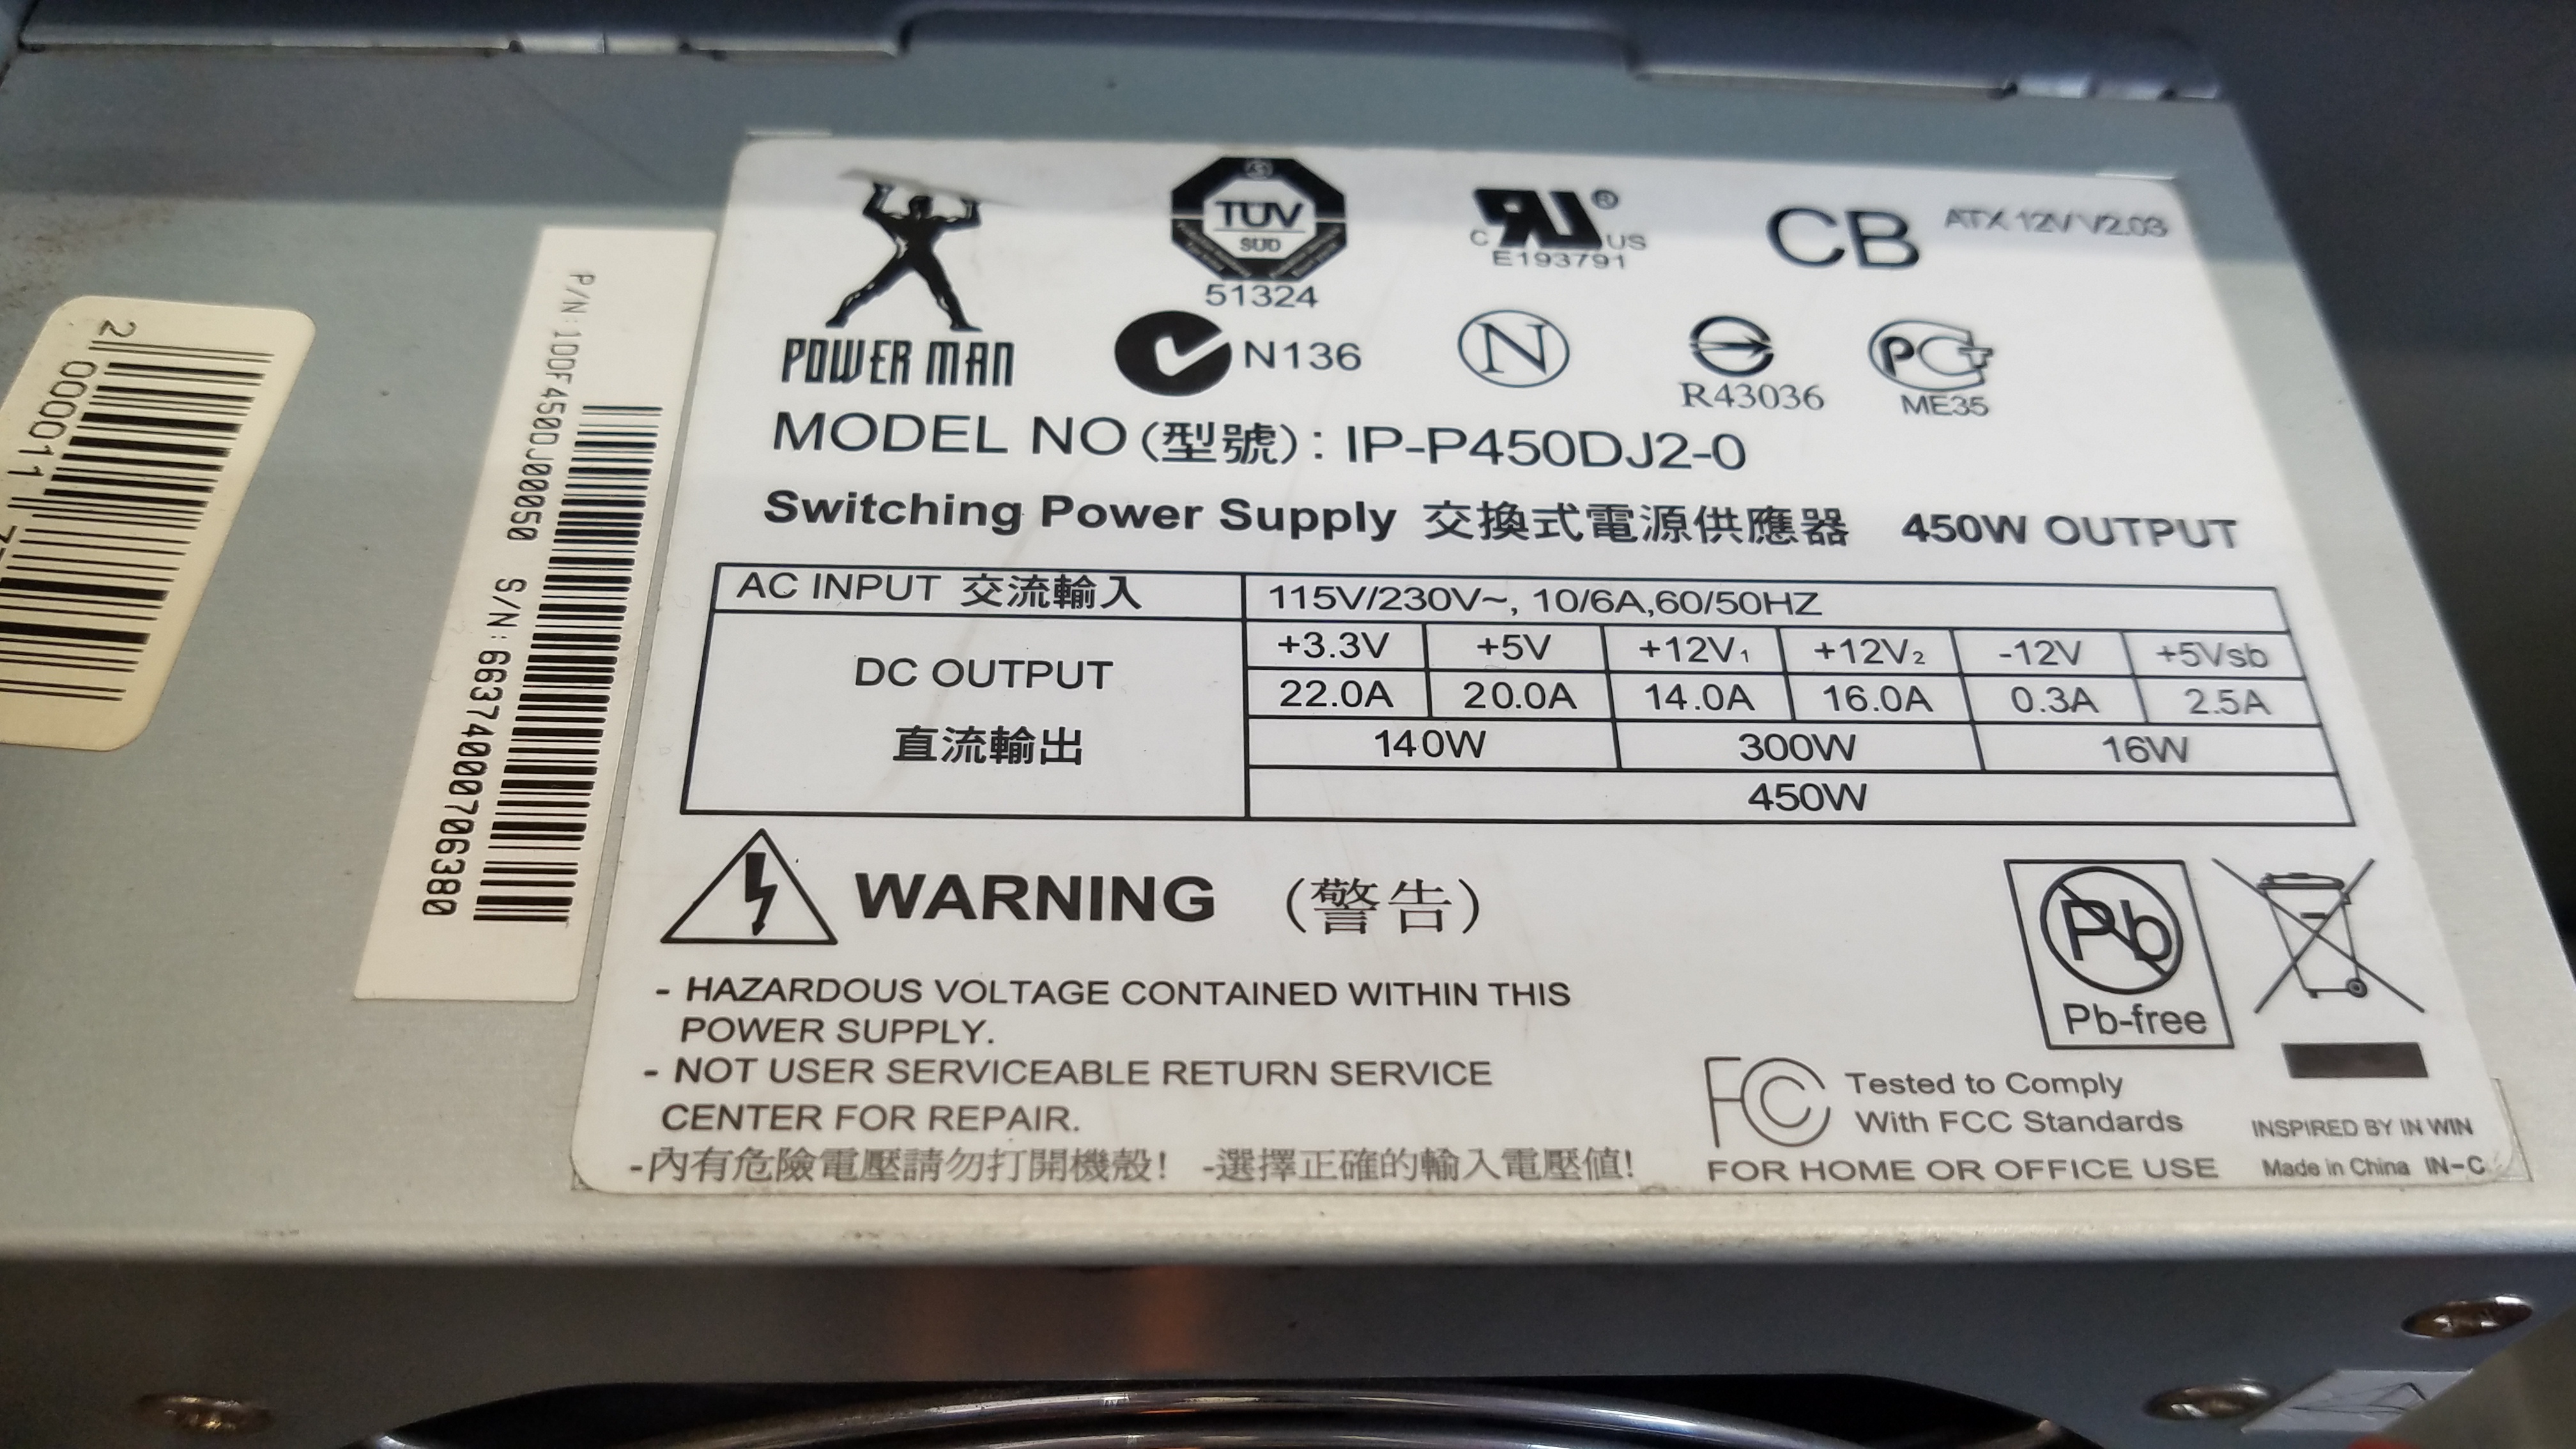 2 000011 7
P/N:1DDF450DJ00050 S/N:66374000706380
POWER MAN
TÜV
SUD
51324
C US
E193791
CB
ATX 12V V2.03
N136
N
R43036
PC
ME35
MODEL NO (型號) : IP-P450DJ2-0
Switching Power Supply 交換式電源供應器 450W OUTPUT
AC INPUT 交流輸入 115V/230V~, 10/6A,60/50HZ
DC OUTPUT
直流輸出
+3.3V +5V +12V₁ +12V₂ -12V +5Vsb
22.0A 20.0A 14.0A 16.0A 0.3A 2.5A
140W 300W 16W
450W
WARNING (警告)
- HAZARDOUS VOLTAGE CONTAINED WITHIN THIS
POWER SUPPLY.
- NOT USER SERVICEABLE RETURN SERVICE
CENTER FOR REPAIR.
-內有危險電壓請勿打開機殼! -選擇正確的輸入電壓值!
Pb
Pb-free
FC Tested to Comply
With FCC Standards
FOR HOME OR OFFICE USE
INSPIRED BY IN WIN
Made in China IN-C